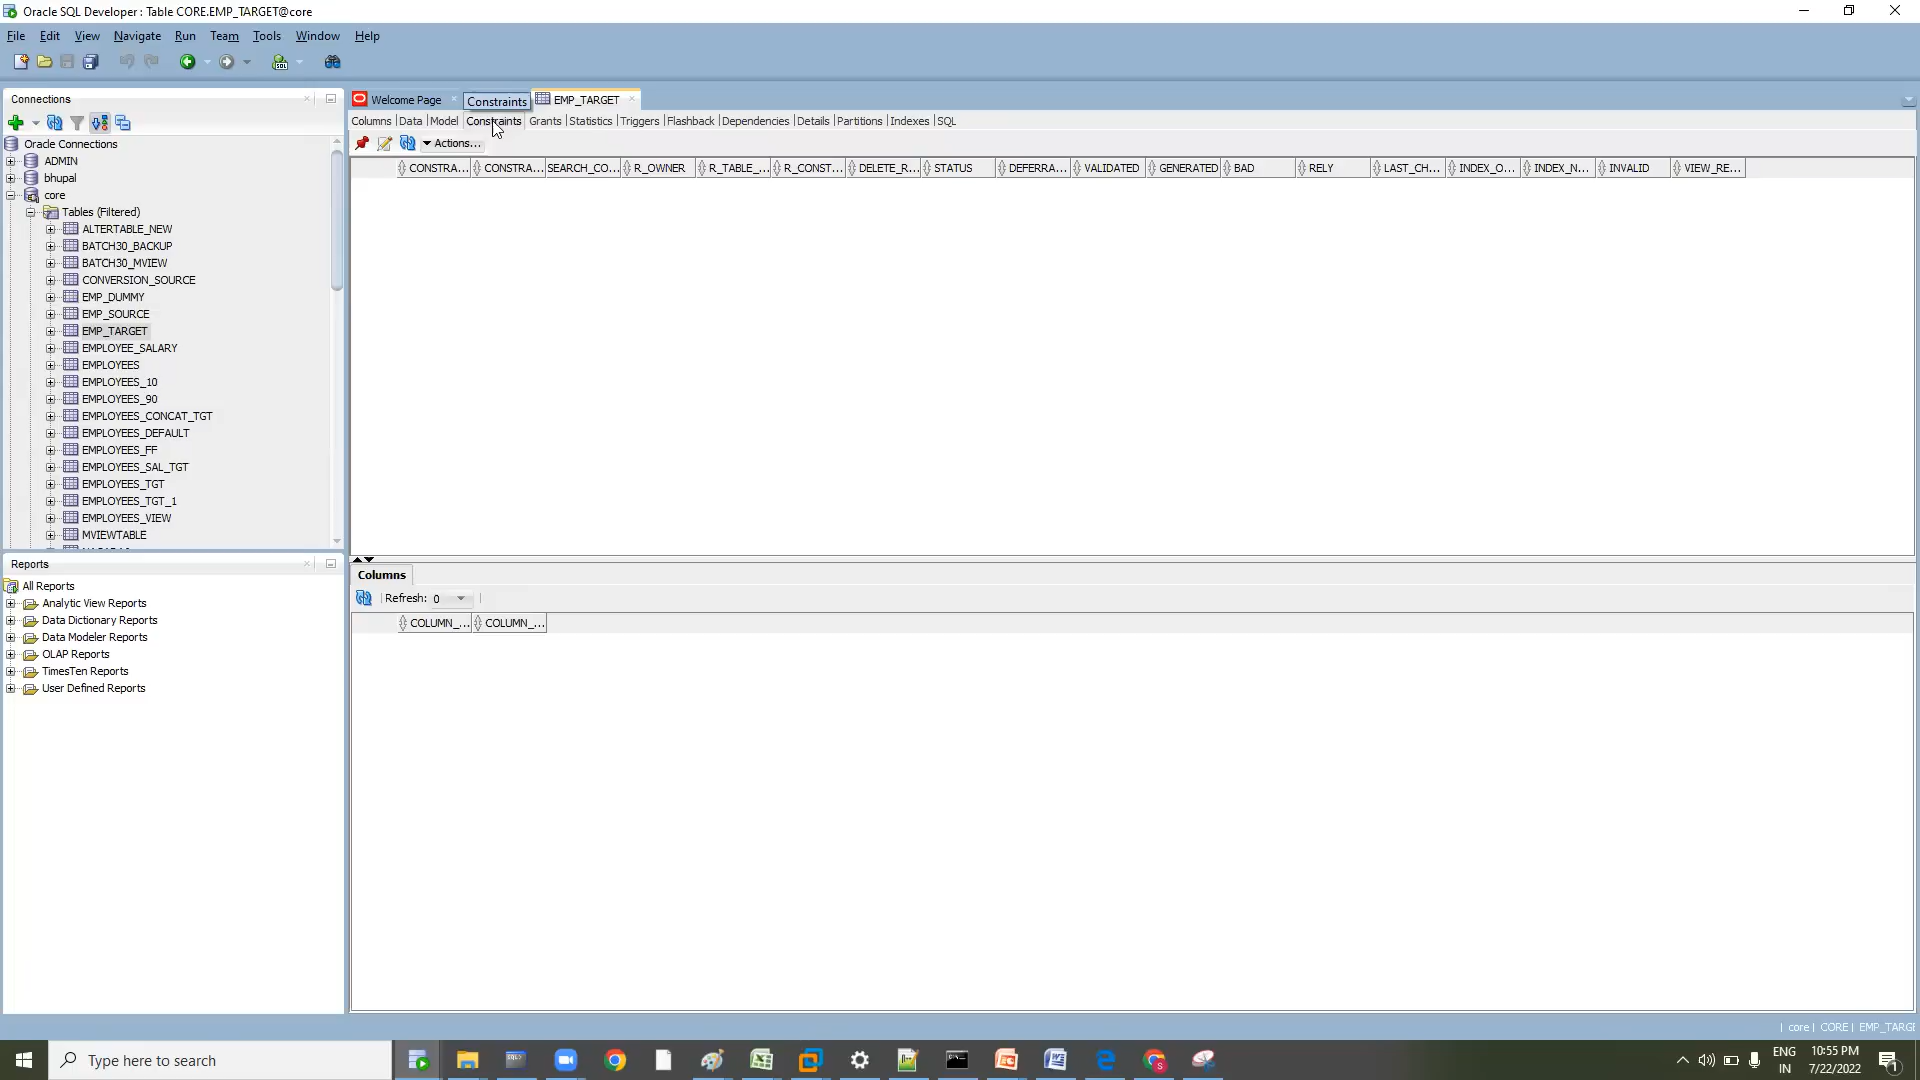 Oracle SQL Developer : Table CORE.EMP_TARGET@core
File Edit View Navigate Run Team Tools Window Help
Connections
Oracle Connections
ADMIN
bhupal
core
Tables (Filtered)
ALTERTABLE_NEW
BATCH30_BACKUP
BATCH30_MVIEW
CONVERSION_SOURCE
EMP_DUMMY
EMP_SOURCE
EMP_TARGET
EMPLOYEE_SALARY
EMPLOYEES
EMPLOYEES_10
EMPLOYEES_90
EMPLOYEES_CONCAT_TGT
EMPLOYEES_DEFAULT
EMPLOYEES_FF
EMPLOYEES_SAL_TGT
EMPLOYEES_TGT
EMPLOYEES_TGT_1
EMPLOYEES_VIEW
MVIEWTABLE
Reports
All Reports
Analytic View Reports
Data Dictionary Reports
Data Modeler Reports
OLAP Reports
TimesTen Reports
User Defined Reports
Welcome Page Constraints EMP_TARGET
Columns |Data |Model |Constraints |Grants |Statistics |Triggers |Flashback |Dependencies |Details |Partitions |Indexes |SQL
Actions...
CONSTRA... CONSTRA... SEARCH_CO... R_OWNER R_TABLE_... R_CONST... DELETE_R... STATUS DEFERRA... VALIDATED GENERATED BAD RELY LAST_CH... INDEX_O... INDEX_N... INVALID VIEW_RE...
Columns
Refresh: 0
COLUMN_... COLUMN_...
| core | CORE | EMP_TARGE
Type here to search
ENG
IN
10:55 PM
7/22/2022